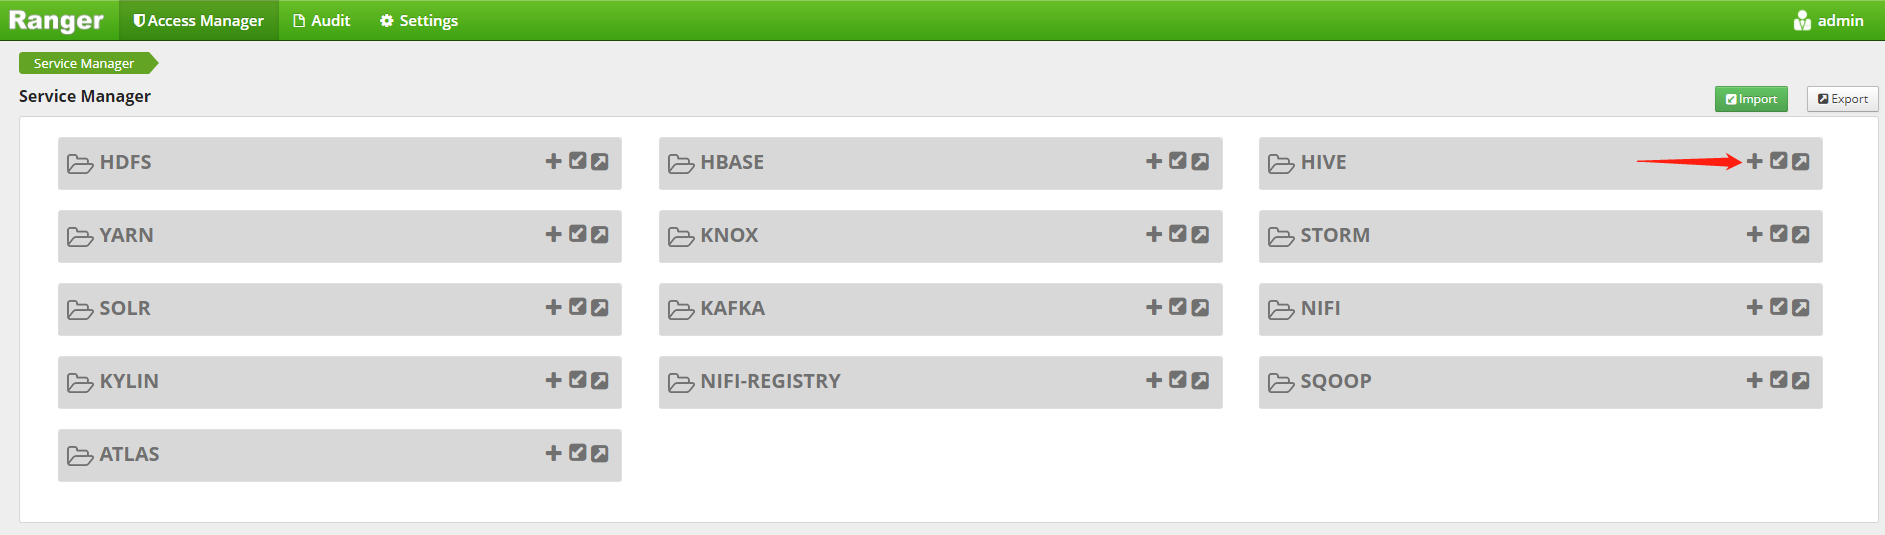 Ranger Access Manager Audit Settings admin
Service Manager
Service Manager Import Export
HDFS HBASE HIVE
YARN KNOX STORM
SOLR KAFKA NIFI
KYLIN NIFI-REGISTRY SQOOP
ATLAS